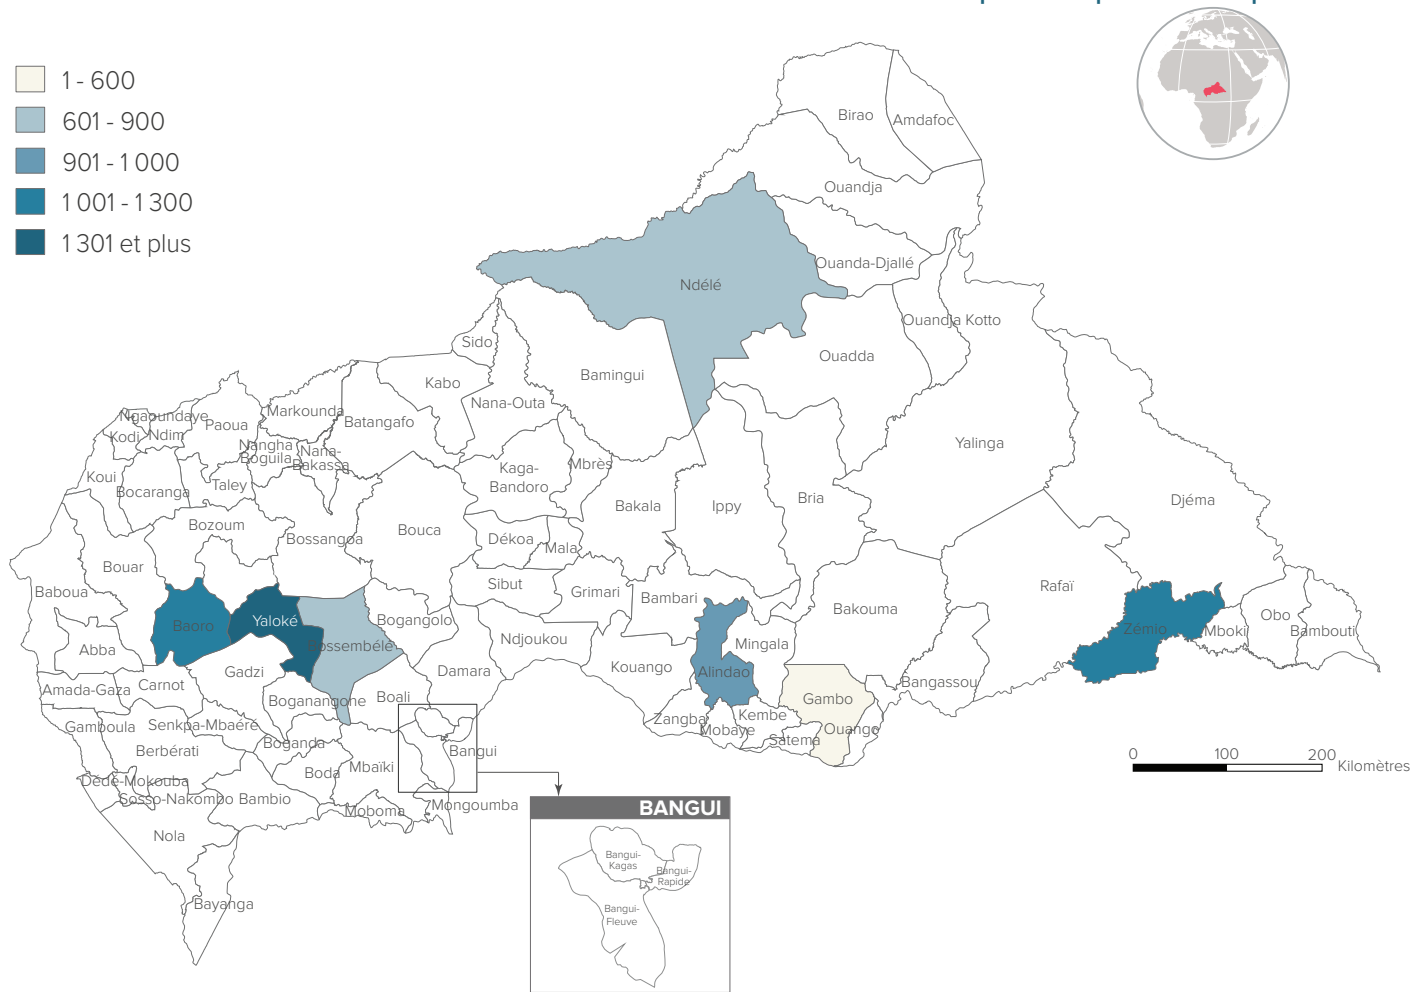 1 - 600
601 - 900
901 - 1 000
1 001 - 1 300
1 301 et plus
Birao
Amdafoc
Ouandja
Ouanda-Djallé
Ndélé
Ouandja Kotto
Sido
Ouadda
Bamingui
Kabo
Nana-Outa
Markounda
Ngaoundaye
Paoua
Batangafo
Kodi
Ndim
Nangha
Boguila
Nana-
Bakassa
Yalinga
Kaga-
Bandoro
Mbrès
Koui
Bocaranga
Taley
Ippy
Bria
Bakala
Djéma
Bozoum
Bouca
Bossangoa
Dékoa
Mala
Bouar
Sibut
Grimari
Bambari
Rafaï
Baboua
Bakouma
Obo
Bogangolo
Baoro
Yaloké
Zémio
Mboki
Bambouti
Ndjoukou
Mingala
Bossembélé
Abba
Gadzi
Damara
Kouango
Alindao
Bangassou
Amada-Gaza
Carnot
Boganangone
Boali
Gambo
Gamboula
Senkpa-Mbaéré
Zangba
Kembe
Mobaye
Ouango
Satema
Boganda
Berbérati
Bangui
Boda
Mbaïki
Dédé-Mokouba
Sosso-Nakombo
Bambio
Mongoumba
Moboma
Nola
Bayanga
0 100 200
Kilomètres
BANGUI
Bangui-
Kagas
Bangui-
Rapide
Bangui-
Fleuve